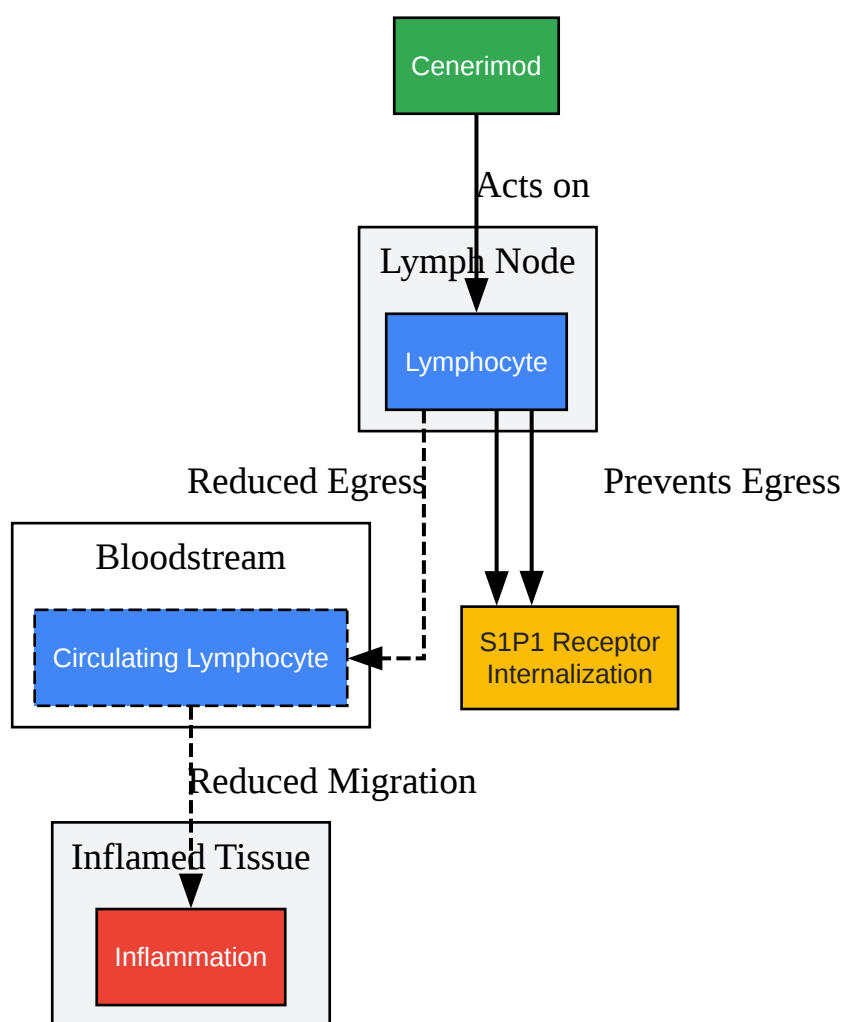 Cenerimod
Acts on
Lymph Node
Lymphocyte
Reduced Egress
Prevents Egress
Bloodstream
Circulating Lymphocyte
S1P1 Receptor
Internalization
Reduced Migration
Inflamed Tissue
Inflammation